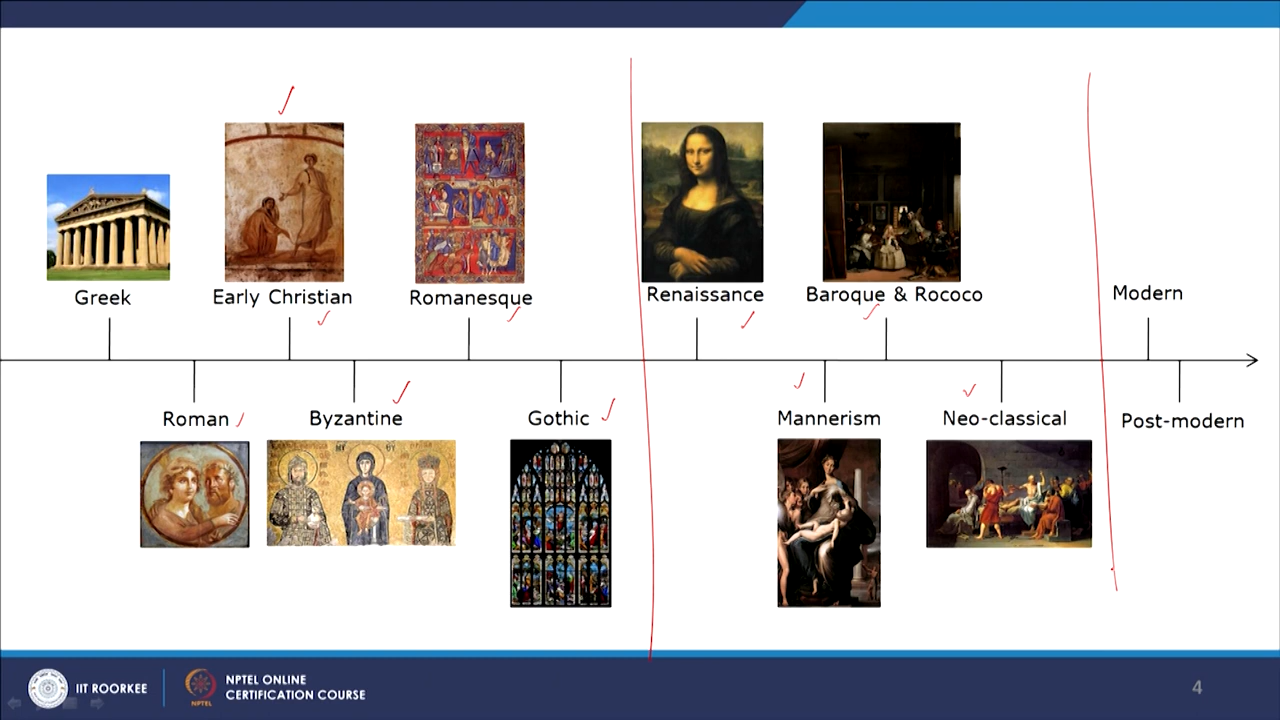 Greek
Early Christian
Romanesque
Renaissance
Baroque & Rococo
Modern
Roman
Byzantine
Gothic
Mannerism
Neo-classical
Post-modern
IIT ROORKEE
NPTEL
NPTEL ONLINE
CERTIFICATION COURSE
4